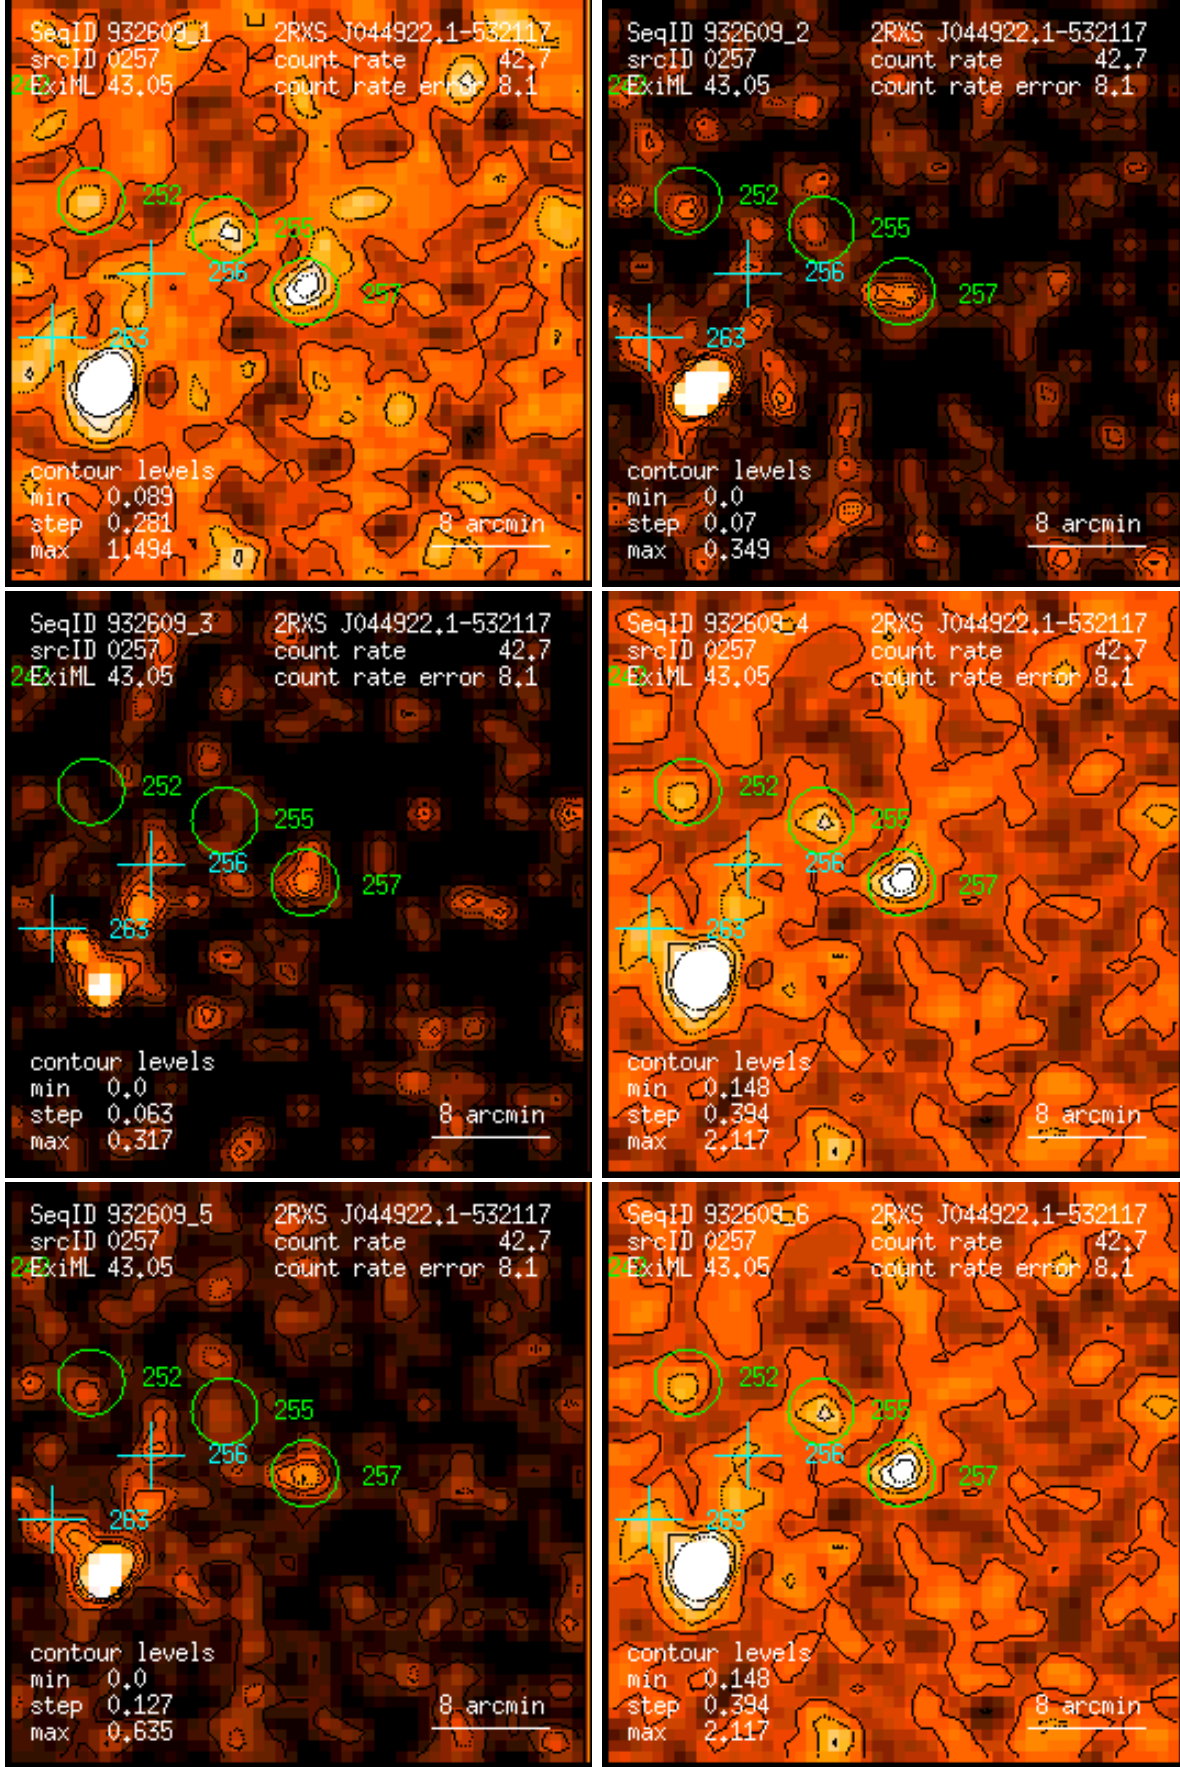 SeqID 932609_1 2RXS J044922.1-532117
srcID 0257 count rate 42.7
ExiML 43.05 count rate error 8.1
252
255
256
257
263
contour levels
min 0.089
step 0.281
max 1.494
8 arcmin
SeqID 932609_2 2RXS J044922.1-532117
srcID 0257 count rate 42.7
ExiML 43.05 count rate error 8.1
252
255
256
257
263
contour levels
min 0.0
step 0.07
max 0.349
8 arcmin
SeqID 932609_3 2RXS J044922.1-532117
srcID 0257 count rate 42.7
ExiML 43.05 count rate error 8.1
252
255
256
257
263
contour levels
min 0.0
step 0.063
max 0.317
8 arcmin
SeqID 932609_4 2RXS J044922.1-532117
srcID 0257 count rate 42.7
ExiML 43.05 count rate error 8.1
252
255
256
257
263
contour levels
min 0.148
step 0.394
max 2.117
8 arcmin
SeqID 932609_5 2RXS J044922.1-532117
srcID 0257 count rate 42.7
ExiML 43.05 count rate error 8.1
252
255
256
257
263
contour levels
min 0.0
step 0.127
max 0.635
8 arcmin
SeqID 932609_6 2RXS J044922.1-532117
srcID 0257 count rate 42.7
ExiML 43.05 count rate error 8.1
252
255
256
257
263
contour levels
min 0.148
step 0.394
max 2.117
8 arcmin